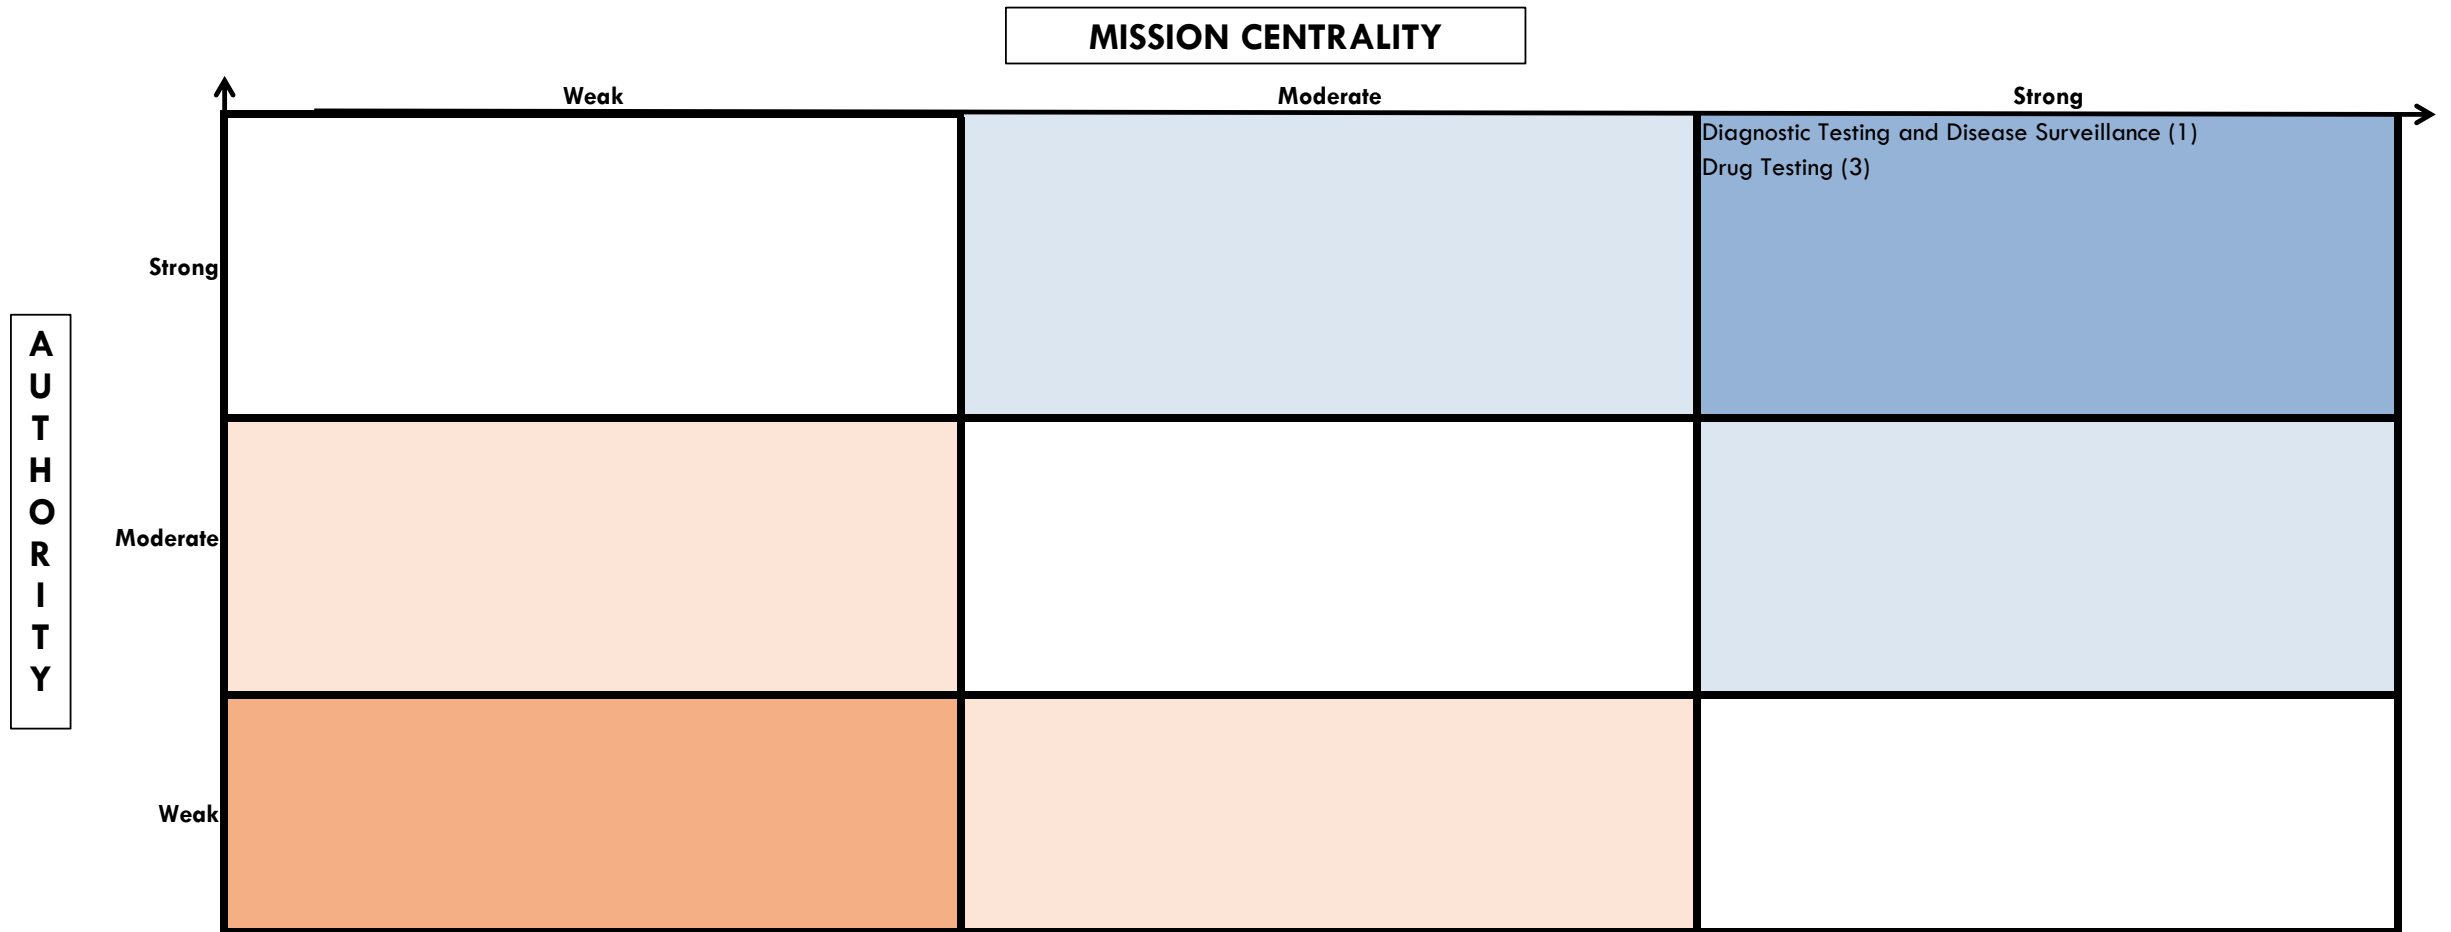 MISSION CENTRALITY
Weak
Moderate
Strong
Diagnostic Testing and Disease Surveillance (1)
Drug Testing (3)
Strong
A
U
T
H
O
R
I
T
Y
Moderate
Weak